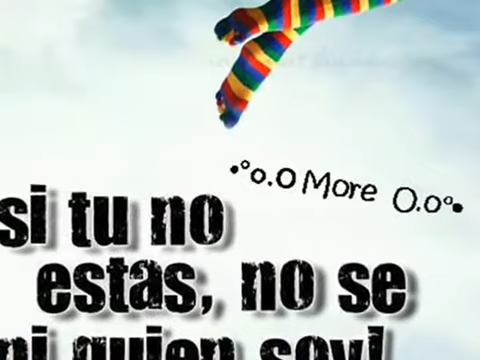 •°o.O More O.o°•
si tu no
estas, no se
ni quien soy!